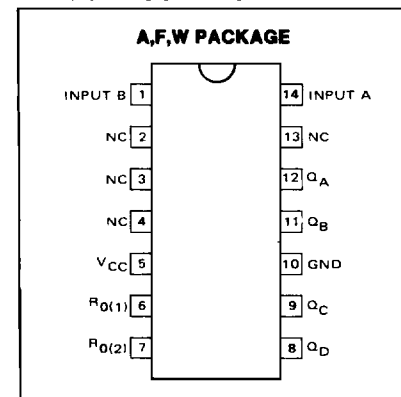 A,F,W PACKAGE
INPUT B 1 14 INPUT A
NC 2 13 NC
NC 3 12 QA
NC 4 11 QB
VCC 5 10 GND
R0(1) 6 9 QC
R0(2) 7 8 QD